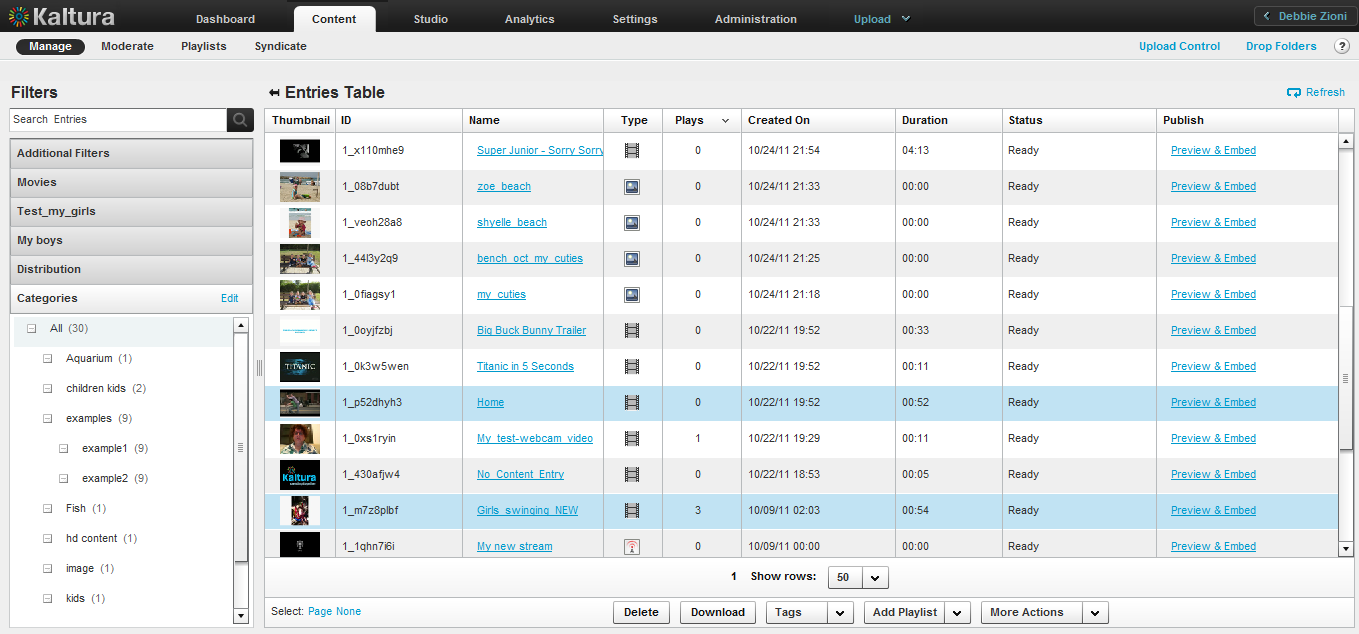 Kaltura Dashboard Content Studio Analytics Settings Administration Upload Debbie Zioni
Manage Moderate Playlists Syndicate Upload Control Drop Folders ?
Filters
Search Entries
Additional Filters
Movies
Test_my_girls
My boys
Distribution
Categories Edit
All (30)
Aquarium (1)
children kids (2)
examples (9)
example1 (9)
example2 (9)
Fish (1)
hd content (1)
image (1)
kids (1)
Entries Table Refresh
Thumbnail ID Name Type Plays Created On Duration Status Publish
1_x110mhe9 Super Junior - Sorry Sorry 0 10/24/11 21:54 04:13 Ready Preview & Embed
1_08b7dubt zoe_beach 0 10/24/11 21:33 00:00 Ready Preview & Embed
1_veoh28a8 shyelle_beach 0 10/24/11 21:33 00:00 Ready Preview & Embed
1_44l3y2q9 bench_oct_my_cuties 0 10/24/11 21:25 00:00 Ready Preview & Embed
1_0fiagsy1 my_cuties 0 10/24/11 21:18 00:00 Ready Preview & Embed
1_0oyjfzbj Big Buck Bunny Trailer 0 10/22/11 19:52 00:33 Ready Preview & Embed
TITANIC 1_0k3w5wen Titanic in 5 Seconds 0 10/22/11 19:52 00:11 Ready Preview & Embed
1_p52dhyh3 Home 0 10/22/11 19:52 00:52 Ready Preview & Embed
1_0xs1ryin My_test-webcam_video 1 10/22/11 19:29 00:11 Ready Preview & Embed
Kaltura 1_430afjw4 No_Content_Entry 0 10/22/11 18:53 00:05 Ready Preview & Embed
1_m7z8plbf Girls_swinging_NEW 3 10/09/11 02:03 00:54 Ready Preview & Embed
1_1qhn7i6i My new stream 0 10/09/11 00:00 00:00 Ready Preview & Embed
1 Show rows: 50
Select: Page None Delete Download Tags Add Playlist More Actions